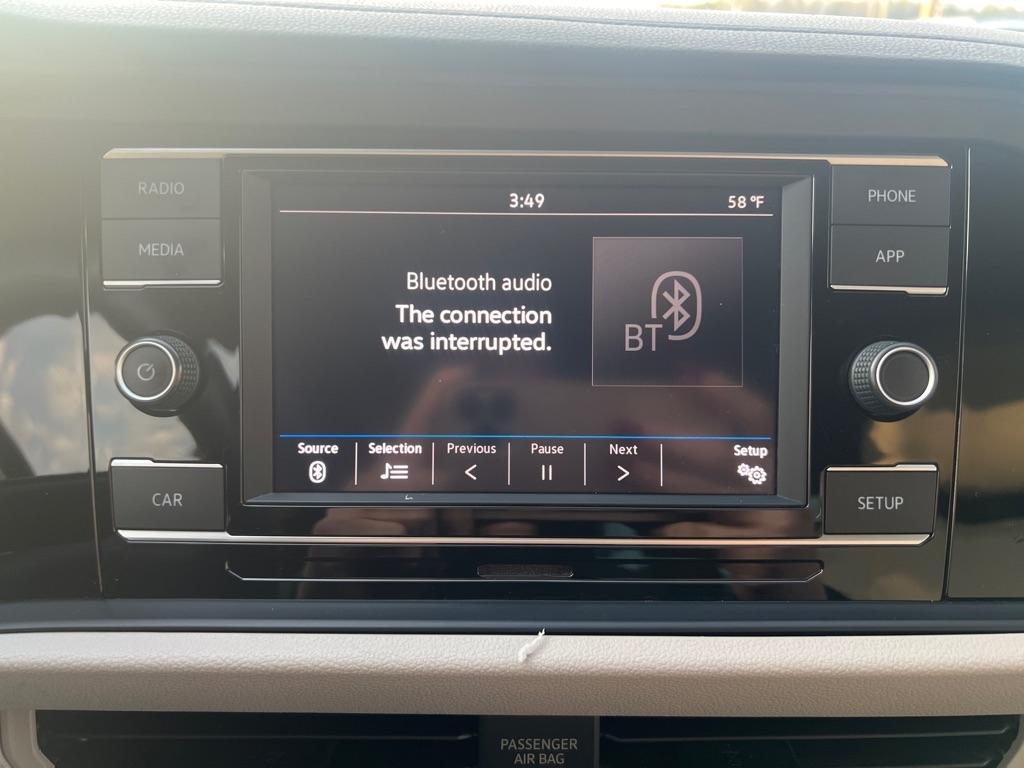 RADIO
MEDIA
CAR
3:49
58 °F
Bluetooth audio
The connection
was interrupted.
BT
Source
Selection
Previous
Pause
Next
Setup
PHONE
APP
SETUP
PASSENGER
AIR BAG